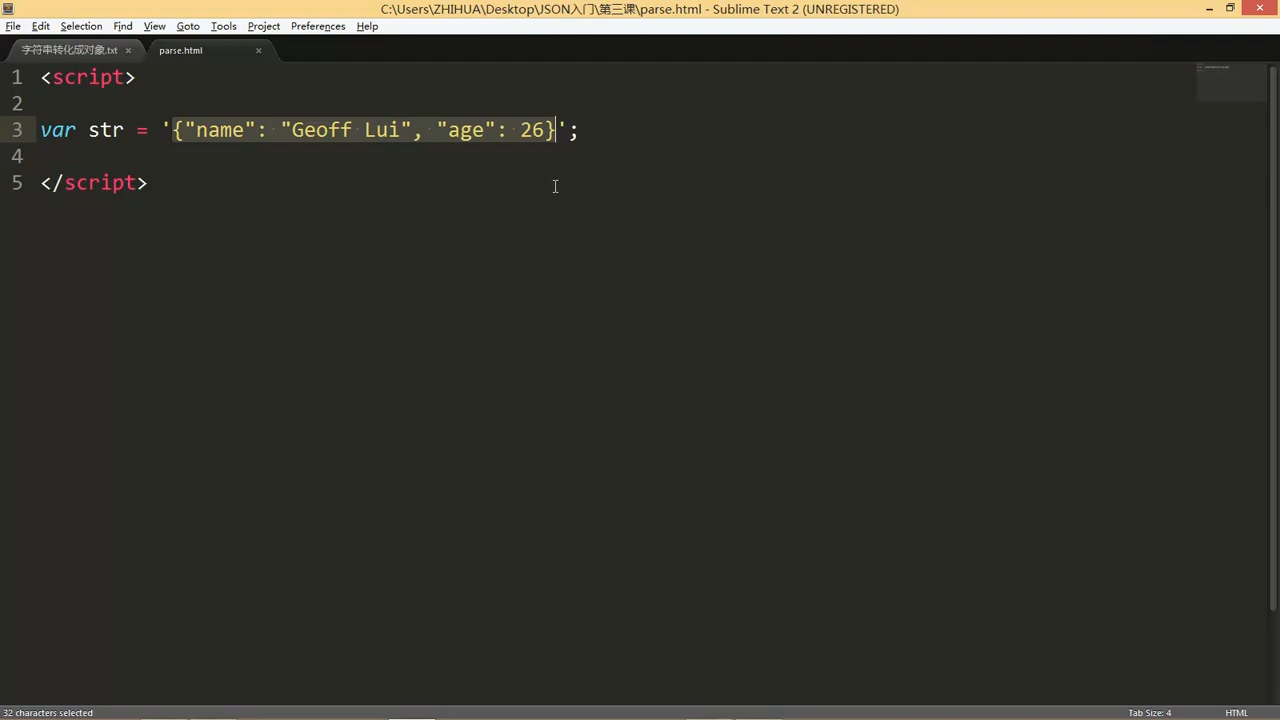 C:\Users\ZHIHUA\Desktop\JSON入门\第三课\parse.html - Sublime Text 2 (UNREGISTERED)
File Edit Selection Find Goto Tools Project Preferences Help
字符串转化成对象.txt × parse.html ×
1 <script>
2
3 var str = '{"name": "Geoff Lui", "age": 26}';
4
5 </script>
32 characters selected Tab Size: 4 HTML